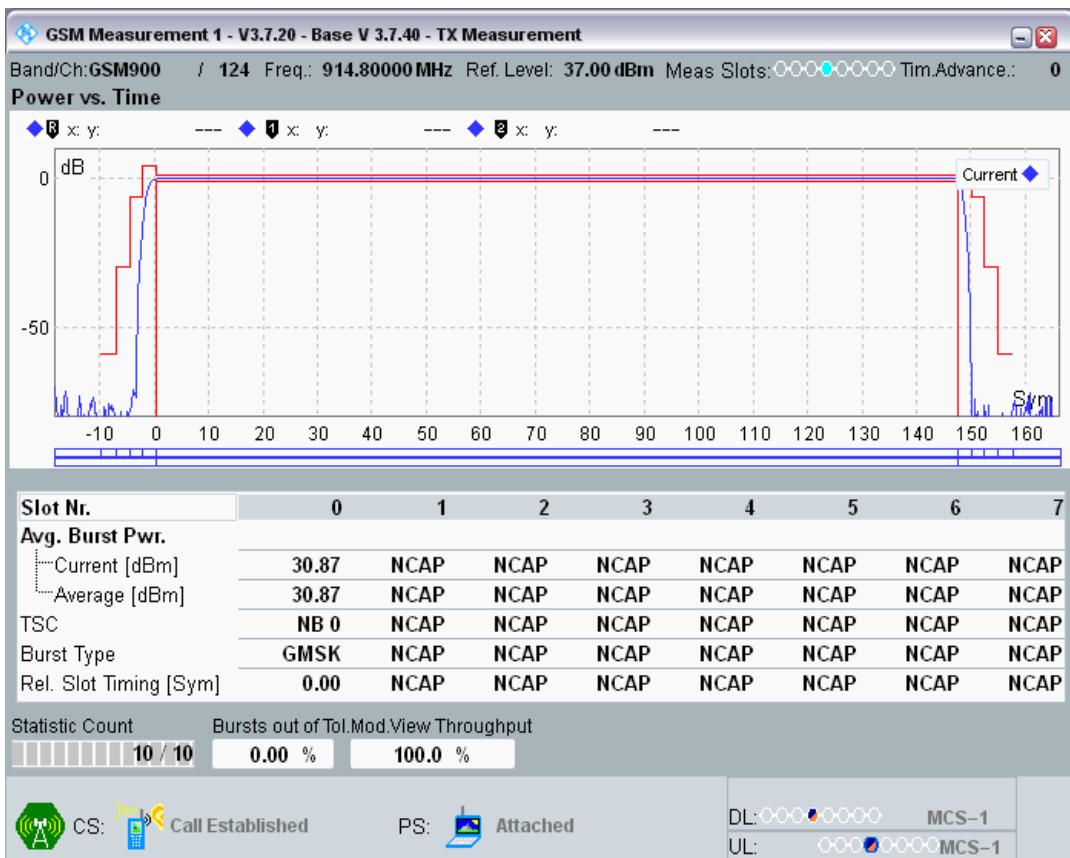 GSM Measurement 1 - V3.7.20 - Base V 3.7.40 - TX Measurement
Band/Ch:GSM900 / 124 Freq.: 914.80000 MHz Ref. Level: 37.00 dBm Meas Slots: Tim.Advance.: 0
Power vs. Time
R x: y: --- 1 x: y: --- 2 x: y: ---
dB
0
Current
-50
Sym
-10 0 10 20 30 40 50 60 70 80 90 100 110 120 130 140 150 160
Slot Nr. 0 1 2 3 4 5 6 7
Avg. Burst Pwr.
Current [dBm] 30.87 NCAP NCAP NCAP NCAP NCAP NCAP NCAP
Average [dBm] 30.87 NCAP NCAP NCAP NCAP NCAP NCAP NCAP
TSC NB 0 NCAP NCAP NCAP NCAP NCAP NCAP NCAP
Burst Type GMSK NCAP NCAP NCAP NCAP NCAP NCAP NCAP
Rel. Slot Timing [Sym] 0.00 NCAP NCAP NCAP NCAP NCAP NCAP NCAP
Statistic Count Bursts out of Tol.Mod.View Throughput
10 / 10 0.00 % 100.0 %
CS: Call Established PS: Attached
DL: MCS-1
UL: MCS-1